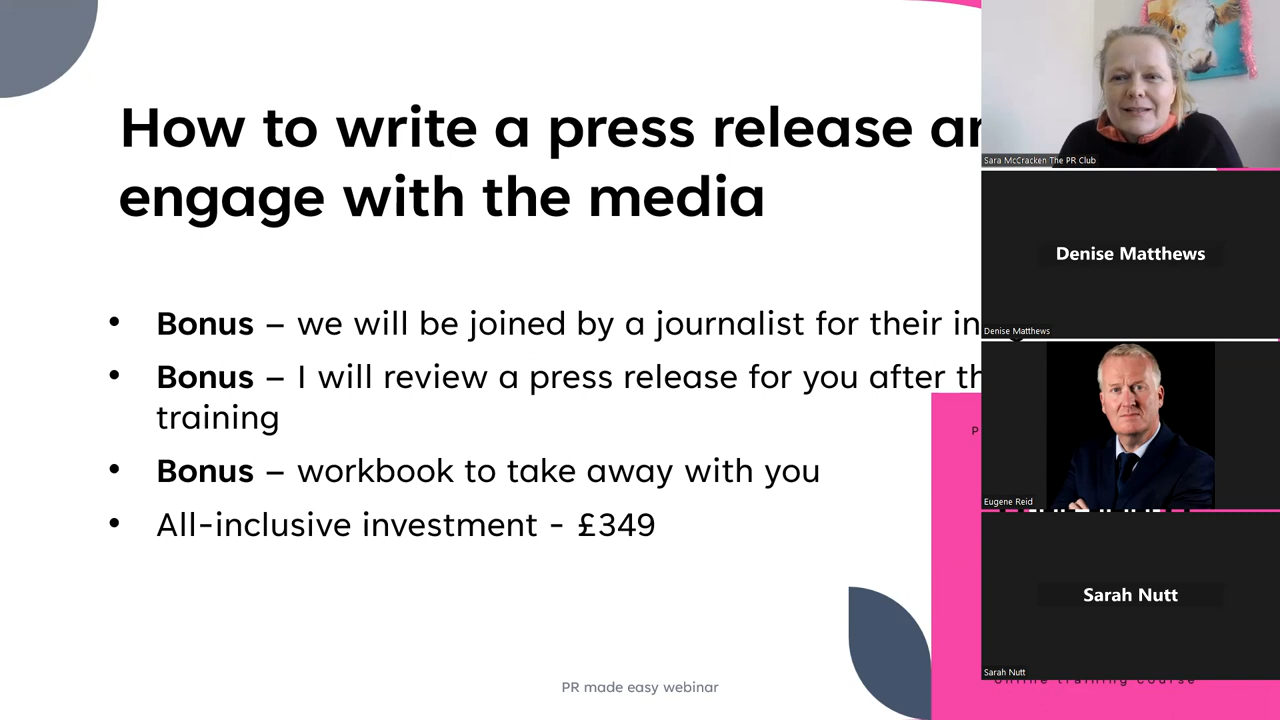 How to write a press release
engage with the media
• Bonus – we will be joined by a journalist for their
• Bonus – I will review a press release for you after
training
• Bonus – workbook to take away with you
• All-inclusive investment - £349
PR made easy webinar
Sara McCracken The PR Club
Denise Matthews
Denise Matthews
Eugene Reid
Sarah Nutt
Sarah Nutt
online training course